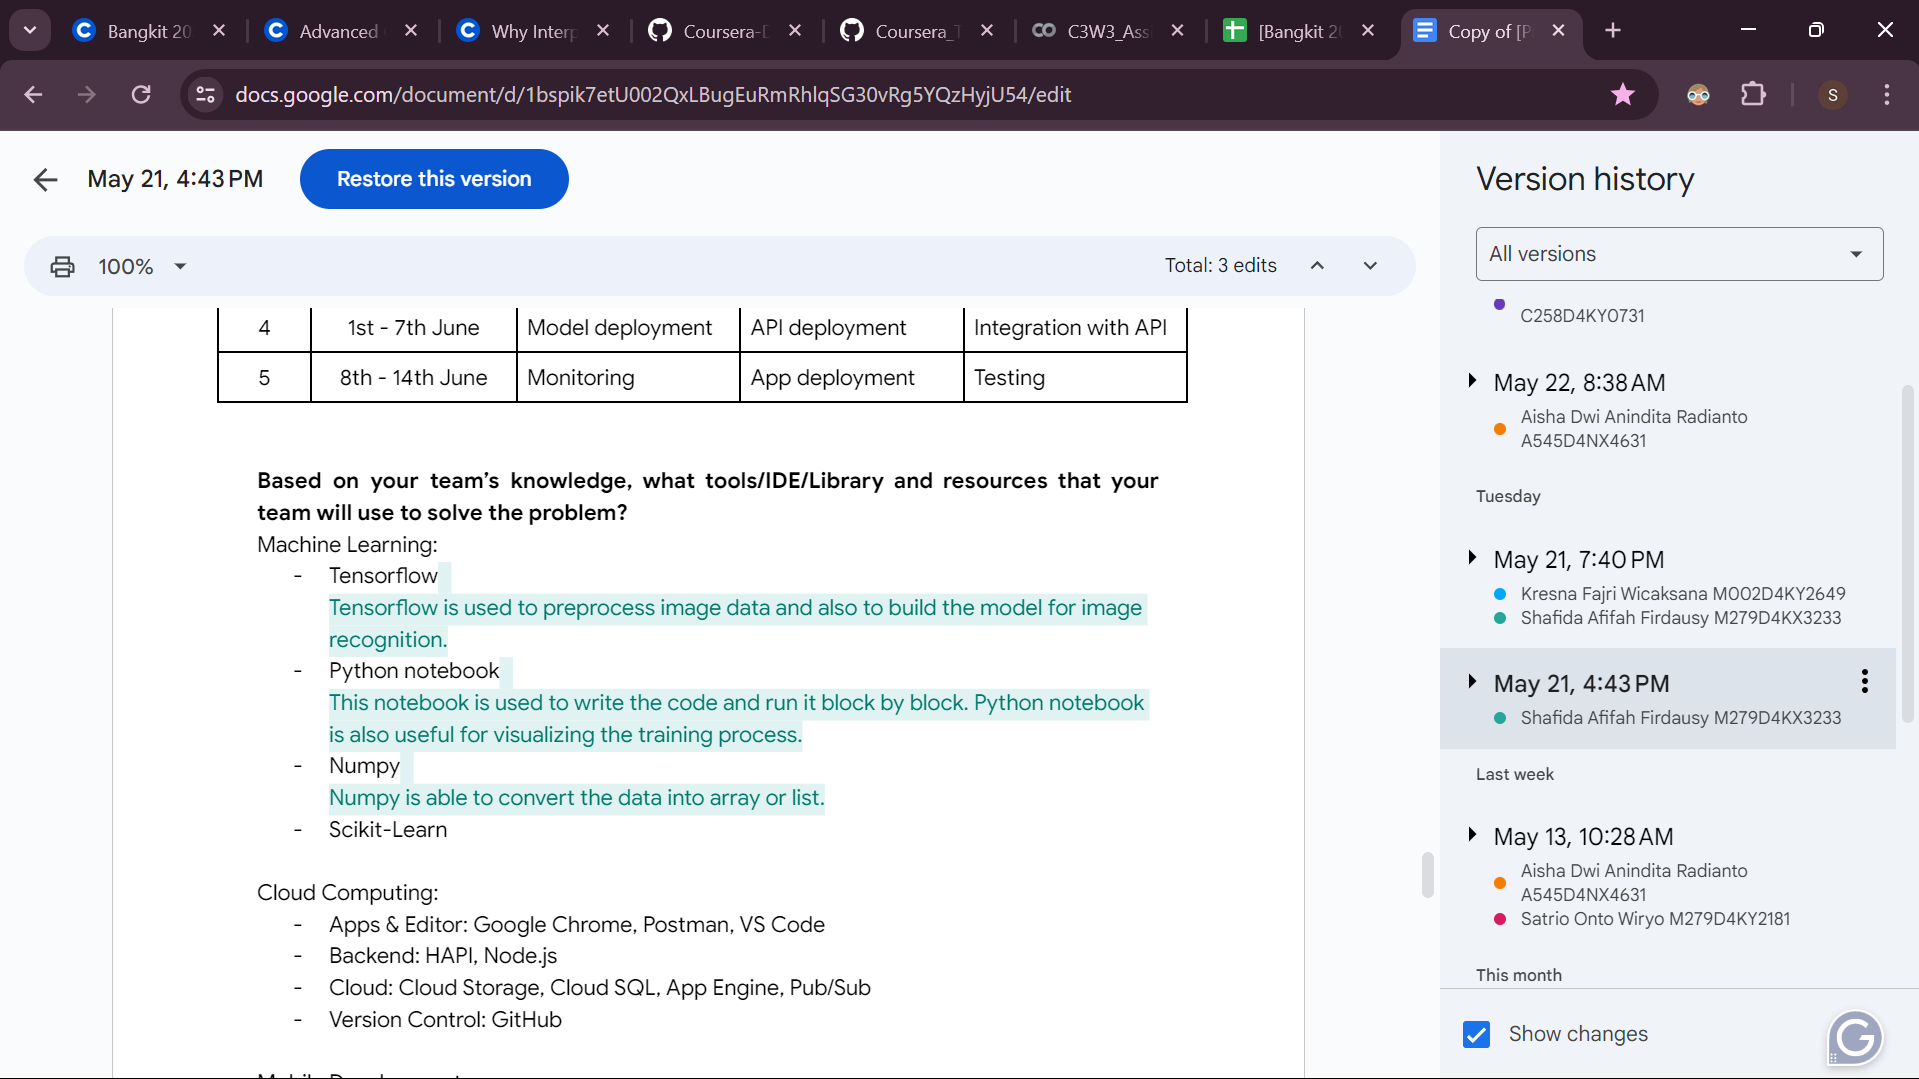 Bangkit 20
Advanced
Why Interp
Coursera-D
Coursera_T
C3W3_Assi
[Bangkit 20
Copy of [P
docs.google.com/document/d/1bspik7etU002QxLBugEuRmRhlqSG30vRg5YQzHyjU54/edit
S
May 21, 4:43 PM
Restore this version
100%
Total: 3 edits
4 1st - 7th June Model deployment API deployment Integration with API
5 8th - 14th June Monitoring App deployment Testing
Based on your team’s knowledge, what tools/IDE/Library and resources that your
team will use to solve the problem?
Machine Learning:
- Tensorflow
Tensorflow is used to preprocess image data and also to build the model for image
recognition.
- Python notebook
This notebook is used to write the code and run it block by block. Python notebook
is also useful for visualizing the training process.
- Numpy
Numpy is able to convert the data into array or list.
- Scikit-Learn
Cloud Computing:
- Apps & Editor: Google Chrome, Postman, VS Code
- Backend: HAPI, Node.js
- Cloud: Cloud Storage, Cloud SQL, App Engine, Pub/Sub
- Version Control: GitHub
Version history
All versions
C258D4KY0731
May 22, 8:38 AM
Aisha Dwi Anindita Radianto
A545D4NX4631
Tuesday
May 21, 7:40 PM
Kresna Fajri Wicaksana M002D4KY2649
Shafida Afifah Firdausy M279D4KX3233
May 21, 4:43 PM
Shafida Afifah Firdausy M279D4KX3233
Last week
May 13, 10:28 AM
Aisha Dwi Anindita Radianto
A545D4NX4631
Satrio Onto Wiryo M279D4KY2181
This month
Show changes